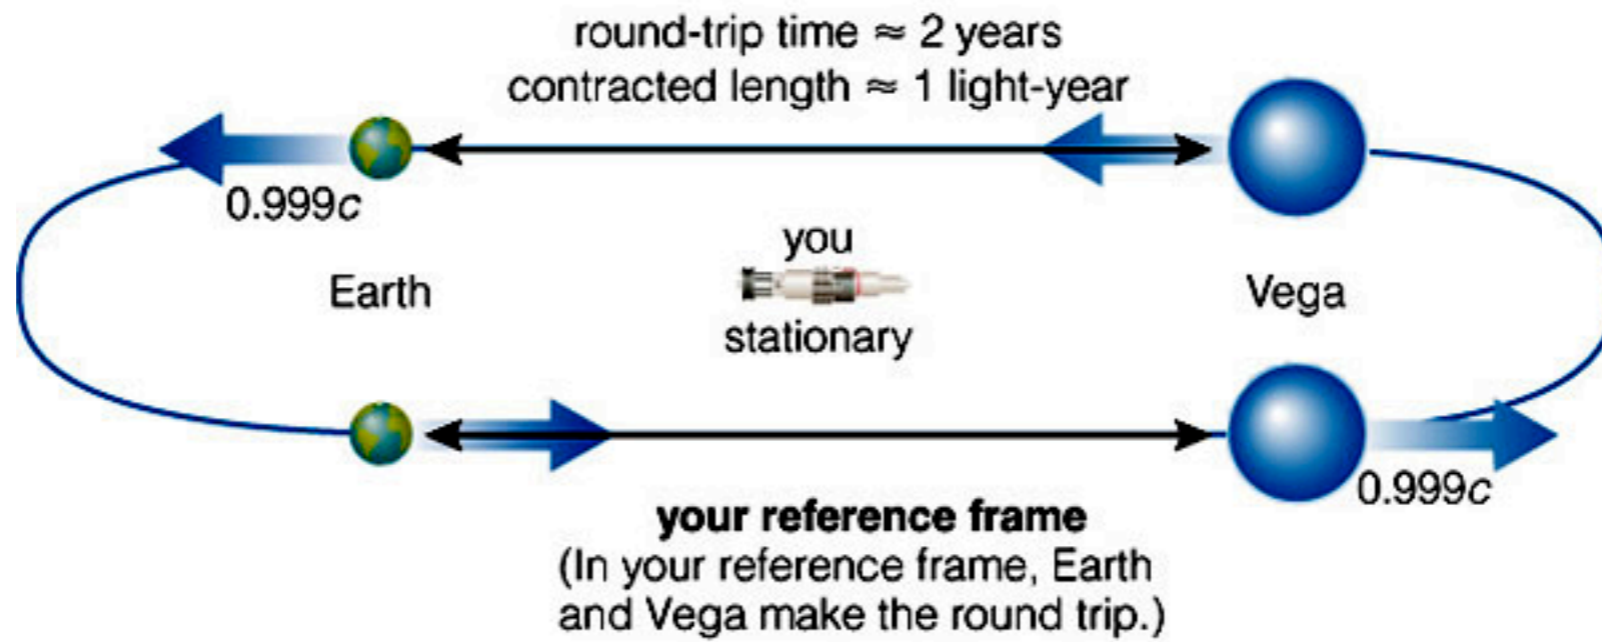 round-trip time ≈ 2 years
contracted length ≈ 1 light-year
0.999c
you
Earth
Vega
stationary
0.999c
your reference frame
(In your reference frame, Earth
and Vega make the round trip.)